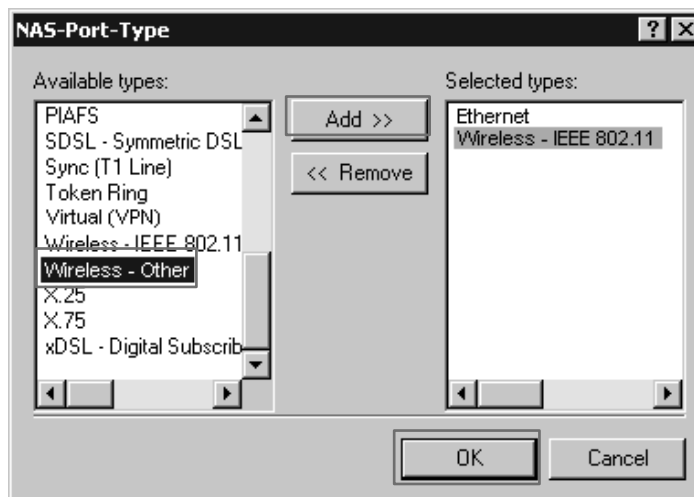 NAS-Port-Type
Available types:
PIAFS
SDSL - Symmetric DSL
Sync (T1 Line)
Token Ring
Virtual (VPN)
Wireless - IEEE 802.11
Wireless - Other
X.25
X.75
xDSL - Digital Subscrib
Add >>
<< Remove
Selected types:
Ethernet
Wireless - IEEE 802.11
OK
Cancel